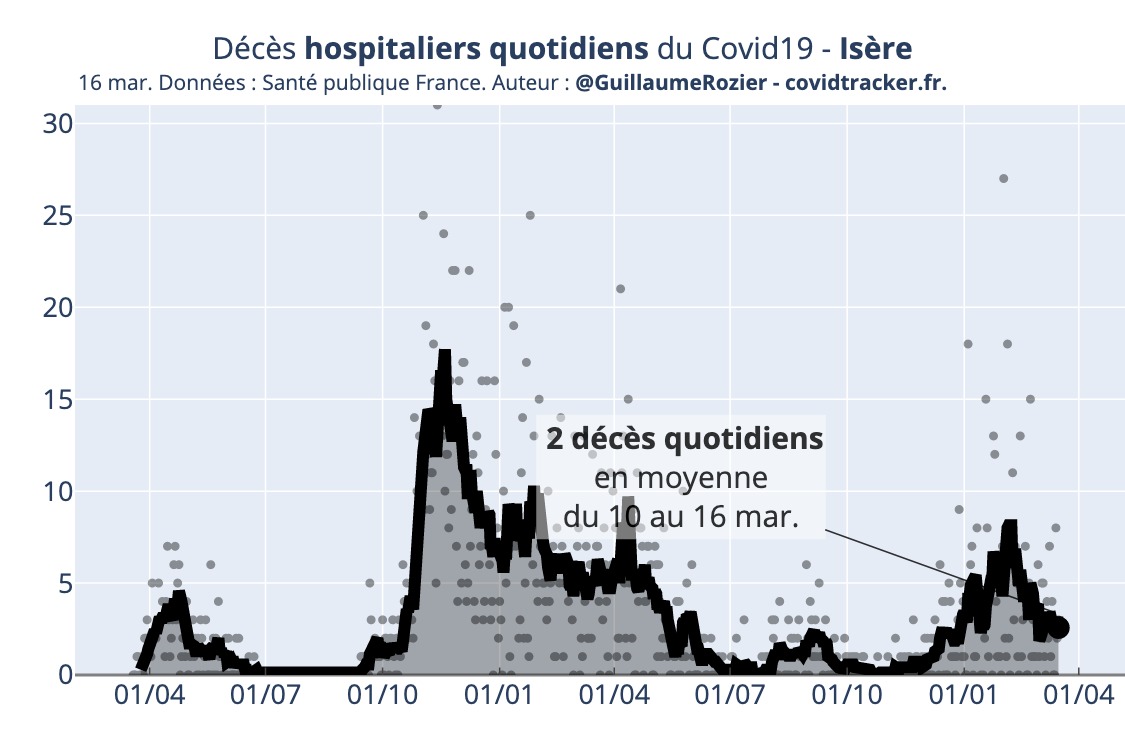 Décès hospitaliers quotidiens du Covid19 - Isère
16 mar. Données : Santé publique France. Auteur : @GuillaumeRozier - covidtracker.fr.
30
25
20
15
10
5
0
2 décès quotidiens
en moyenne
du 10 au 16 mar.
01/04 01/07 01/10 01/01 01/04 01/07 01/10 01/01 01/04